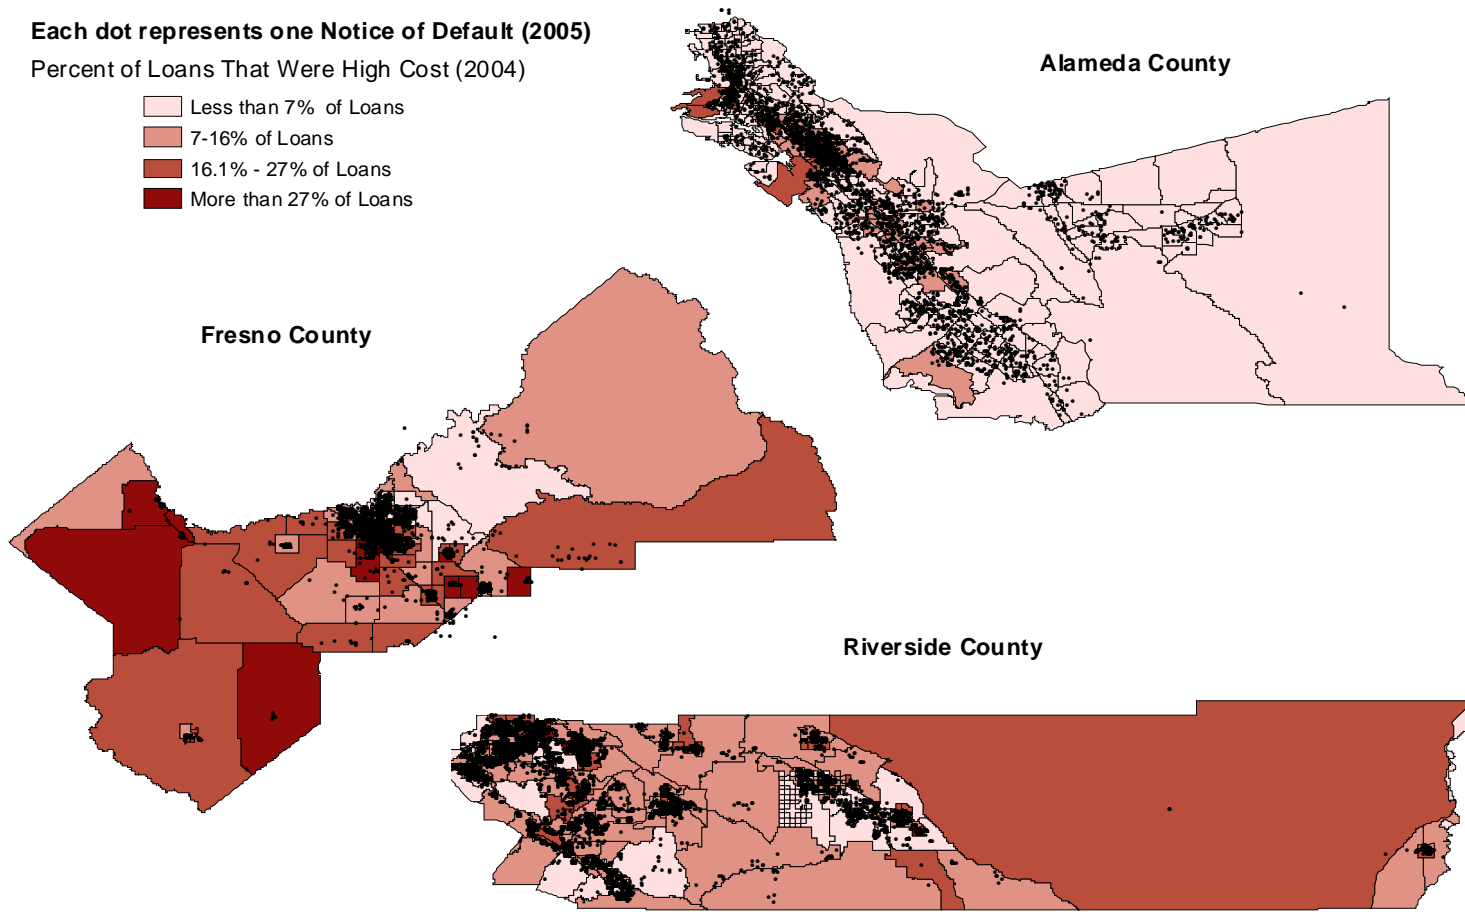 Each dot represents one Notice of Default (2005)
Percent of Loans That Were High Cost (2004)
Less than 7% of Loans
7-16% of Loans
16.1% - 27% of Loans
More than 27% of Loans
Alameda County
Fresno County
Riverside County